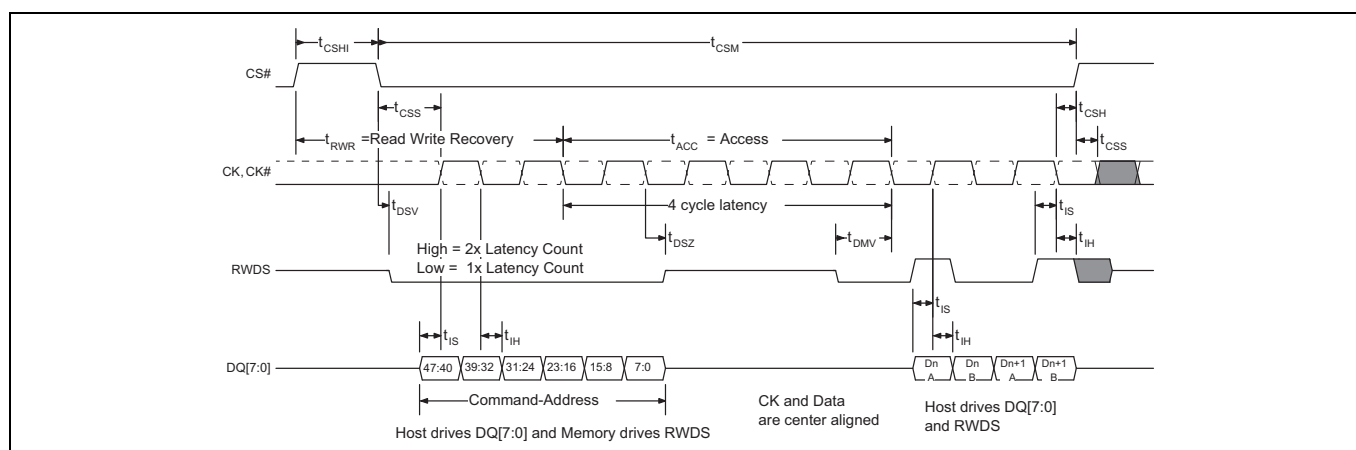 tCSHI
tCSM
CS#
tCSS
tCSH
tRWR =Read Write Recovery
tACC = Access
tCSS
CK, CK#
tDSV
4 cycle latency
tIS
tDSZ
tDMV
tIH
High = 2x Latency Count
Low = 1x Latency Count
RWDS
tIS
tIH
tIS
tIH
DQ[7:0]
47:40 39:32 31:24 23:16 15:8 7:0
Dn A Dn B Dn+1 A Dn+1 B
Command-Address
CK and Data
are center aligned
Host drives DQ[7:0]
and RWDS
Host drives DQ[7:0] and Memory drives RWDS